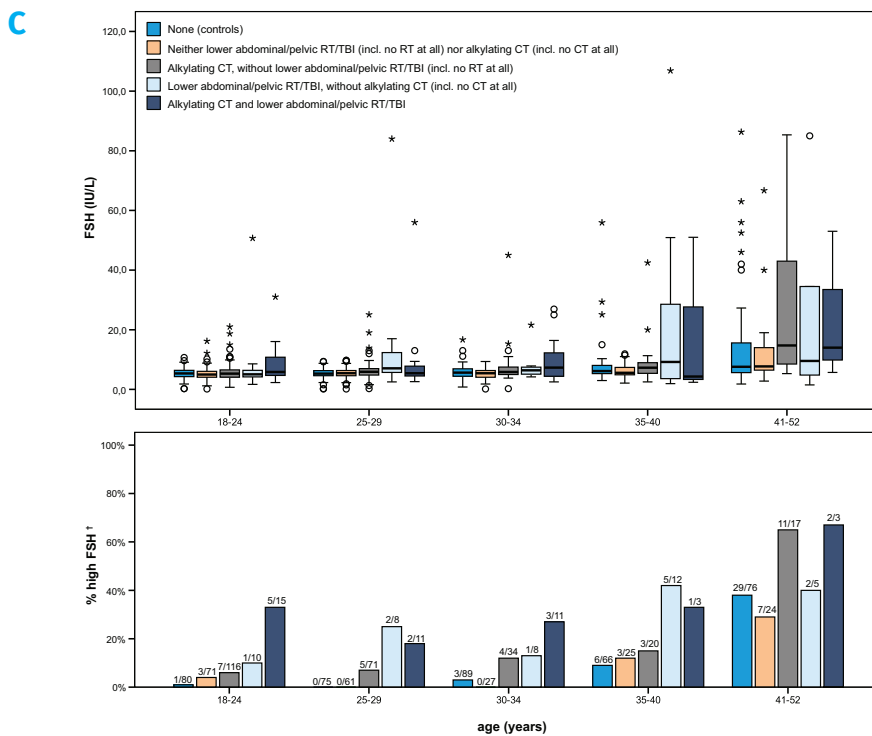 C
120,0
100,0
80,0
60,0
40,0
20,0
0,0
FSH (IU/L)
None (controls)
Neither lower abdominal/pelvic RT/TBI (incl. no RT at all) nor alkylating CT (incl. no CT at all)
Alkylating CT, without lower abdominal/pelvic RT/TBI (incl. no RT at all)
Lower abdominal/pelvic RT/TBI, without alkylating CT (incl. no CT at all)
Alkylating CT and lower abdominal/pelvic RT/TBI
18-24 25-29 30-34 35-40 41-52
100%
80%
60%
40%
20%
0%
% high FSH †
1/80 3/71 7/116 1/10 5/15
0/75 0/61 5/71 2/8 2/11
3/89 0/27 4/34 1/8 3/11
6/66 3/25 3/20 5/12 1/3
29/76 7/24 11/17 2/5 2/3
18-24 25-29 30-34 35-40 41-52
age (years)